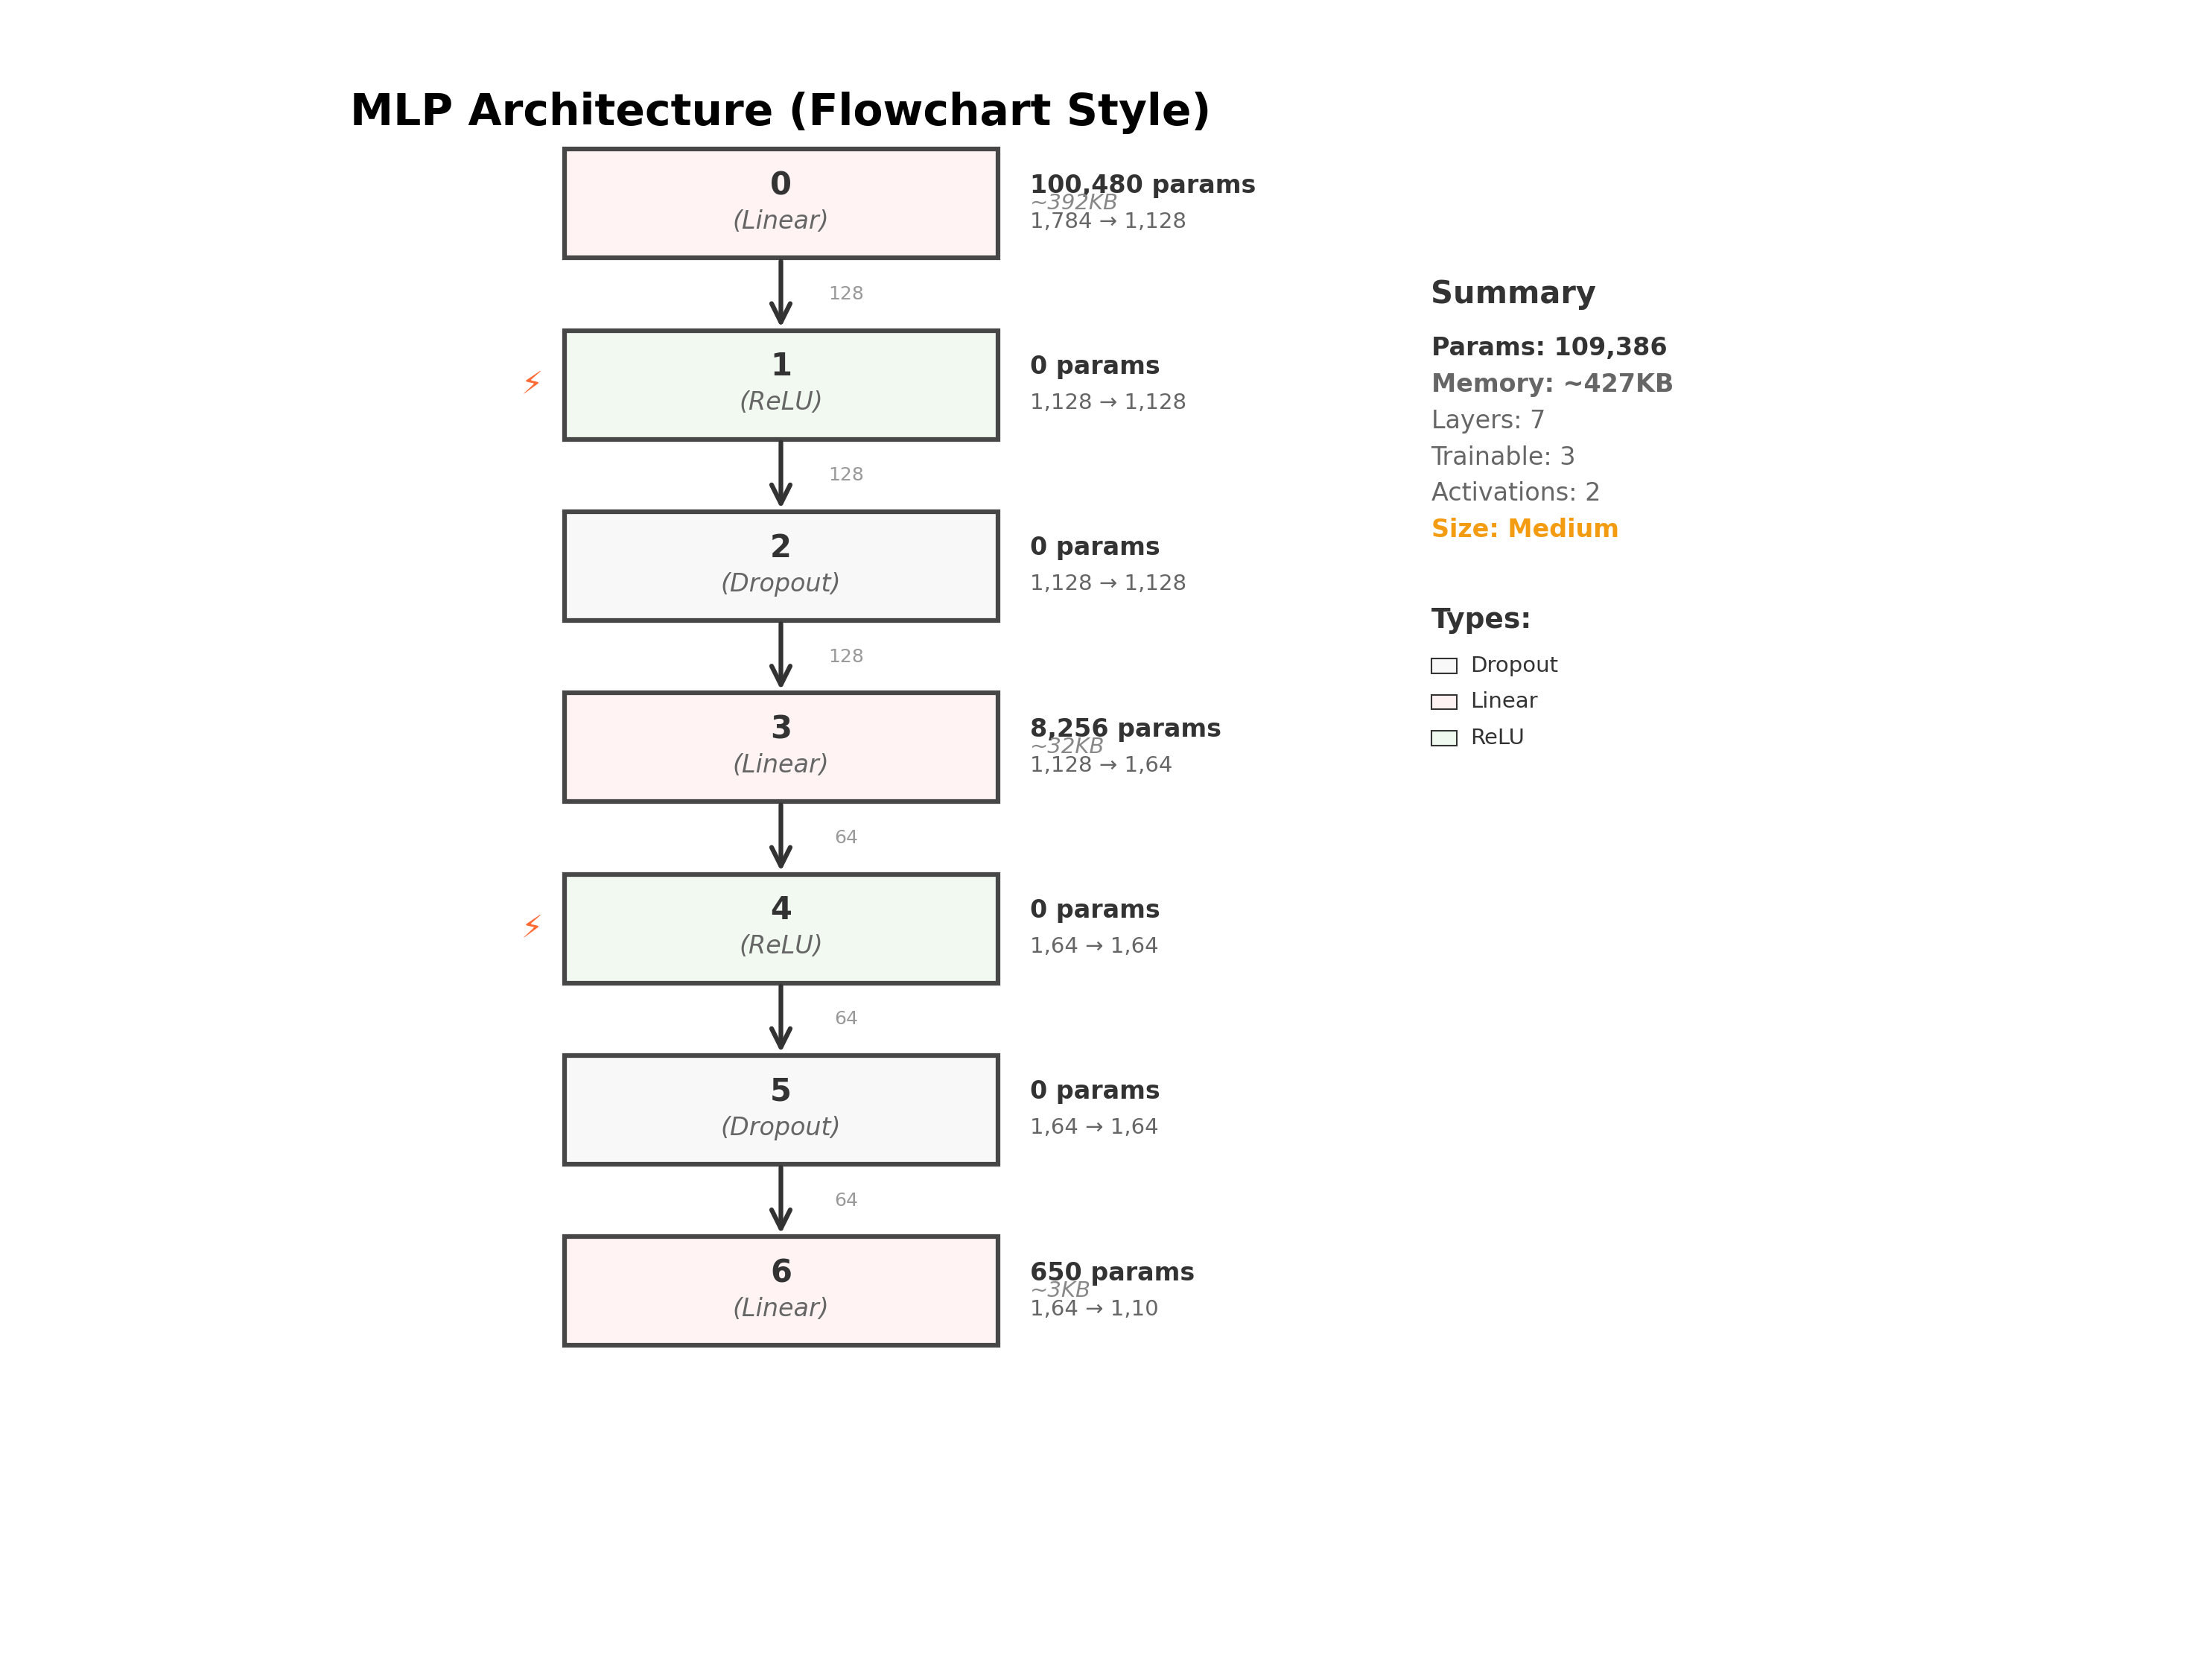 MLP Architecture (Flowchart Style)
0
(Linear)
100,480 params
~392KB
1,784 → 1,128
128
⚡
1
(ReLU)
0 params
1,128 → 1,128
128
2
(Dropout)
0 params
1,128 → 1,128
128
3
(Linear)
8,256 params
~32KB
1,128 → 1,64
64
⚡
4
(ReLU)
0 params
1,64 → 1,64
64
5
(Dropout)
0 params
1,64 → 1,64
64
6
(Linear)
650 params
~3KB
1,64 → 1,10
Summary
Params: 109,386
Memory: ~427KB
Layers: 7
Trainable: 3
Activations: 2
Size: Medium
Types:
Dropout
Linear
ReLU